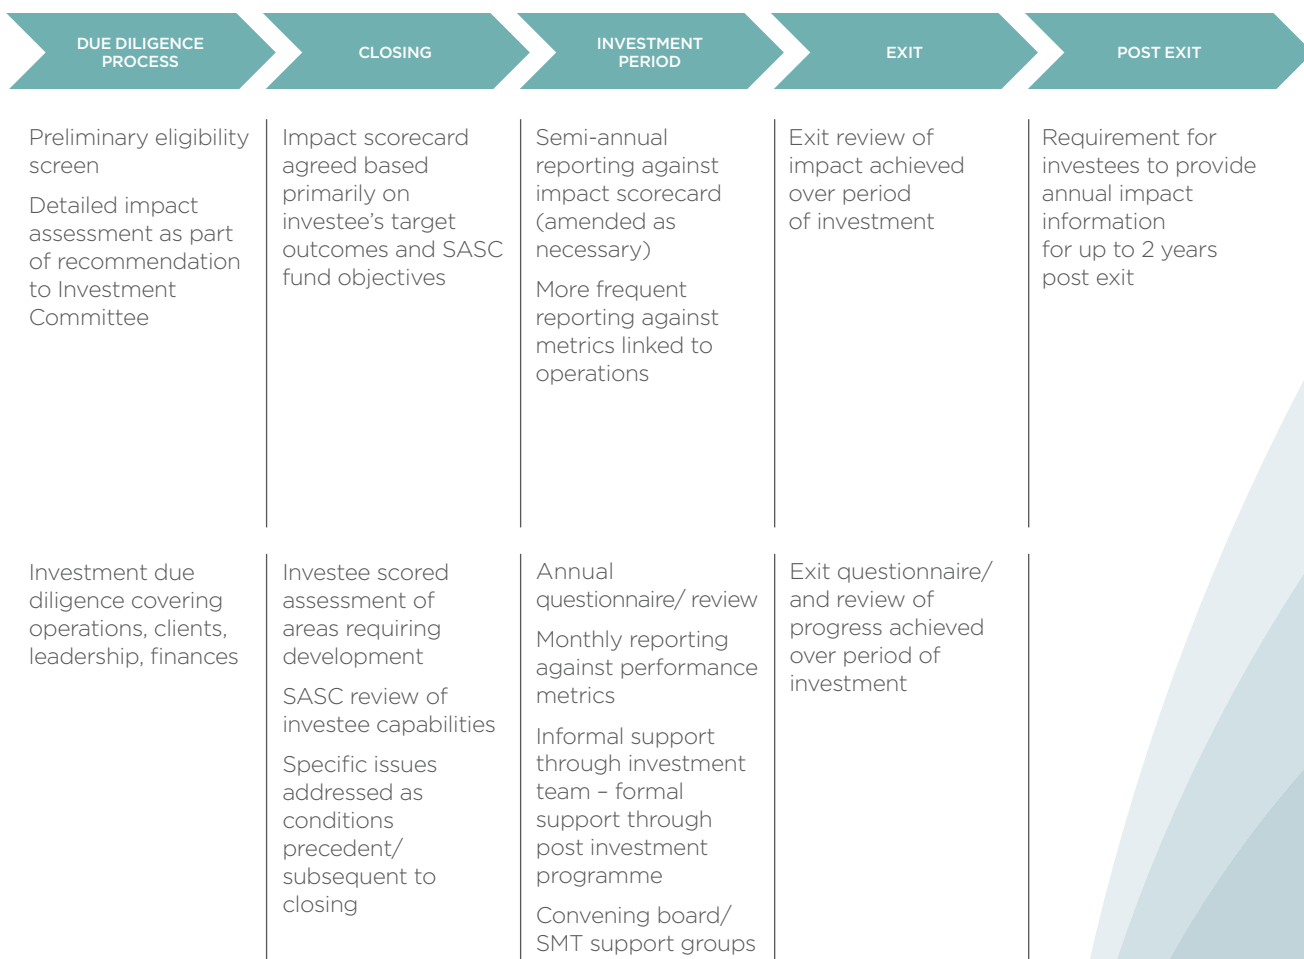 DUE DILIGENCE
PROCESS
CLOSING
INVESTMENT
PERIOD
EXIT
POST EXIT
Preliminary eligibility
screen
Detailed impact
assessment as part
of recommendation
to Investment
Committee
Impact scorecard
agreed based
primarily on
investee’s target
outcomes and SASC
fund objectives
Semi-annual
reporting against
impact scorecard
(amended as
necessary)
More frequent
reporting against
metrics linked to
operations
Exit review of
impact achieved
over period
of investment
Requirement for
investees to provide
annual impact
information
for up to 2 years
post exit
Investment due
diligence covering
operations, clients,
leadership, finances
Investee scored
assessment of
areas requiring
development
SASC review of
investee capabilities
Specific issues
addressed as
conditions
precedent/
subsequent to
closing
Annual
questionnaire/ review
Monthly reporting
against performance
metrics
Informal support
through investment
team – formal
support through
post investment
programme
Convening board/
SMT support groups
Exit questionnaire/
and review of
progress achieved
over period of
investment